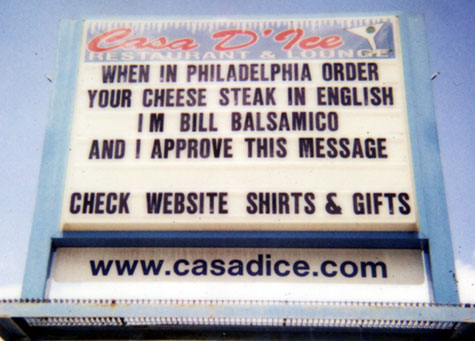 Casa D'Ice
RESTAURANT & LOUNGE
WHEN IN PHILADELPHIA ORDER
YOUR CHEESE STEAK IN ENGLISH
I M BILL BALSAMICO
AND I APPROVE THIS MESSAGE
CHECK WEBSITE SHIRTS & GIFTS
www.casadice.com